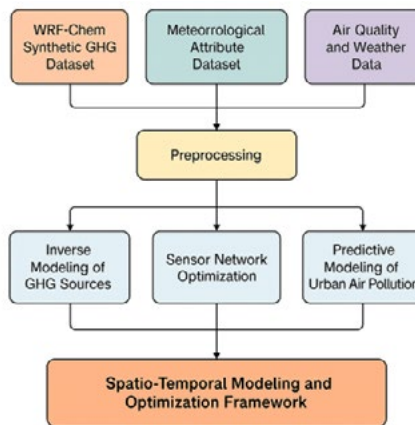 WRF-Chem
Synthetic GHG
Dataset
Meteorrological
Attribute
Dataset
Air Quality
and Weather
Data
Preprocessing
Inverse
Modeling of
GHG Sources
Sensor Network
Optimization
Predictive
Modeling of
Urban Air Pollution
Spatio-Temporal Modeling and
Optimization Framework